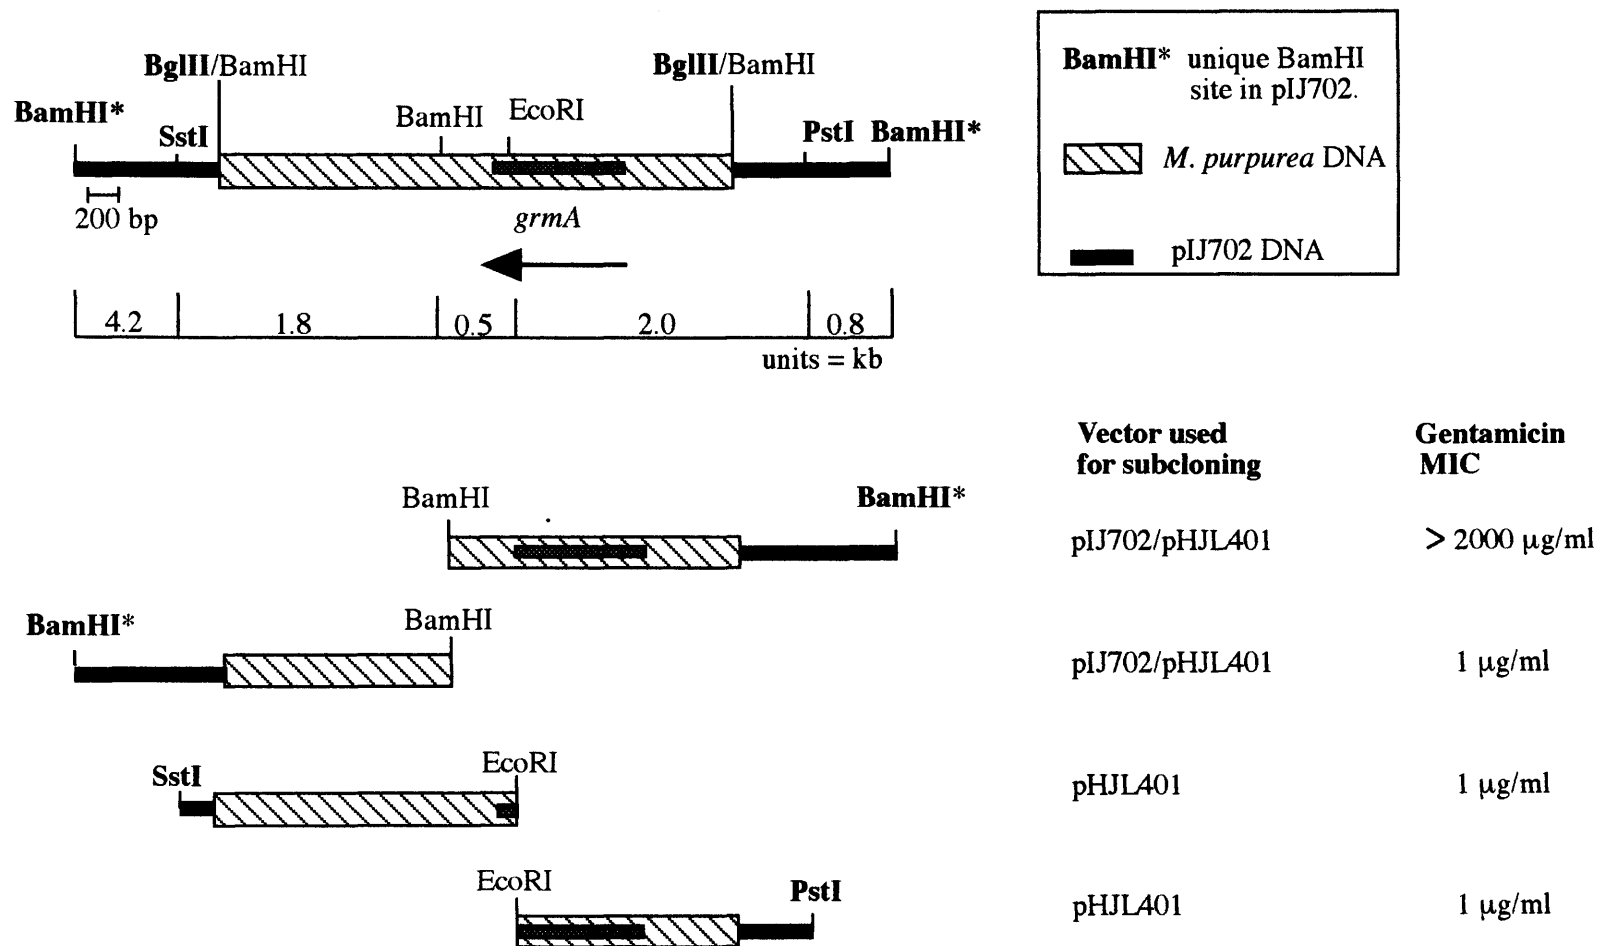 BglII/BamHI
BglII/BamHI
BamHI*
SstI
BamHI
EcoRI
PstI
BamHI*
200 bp
grmA
4.2
1.8
0.5
2.0
0.8
units = kb
BamHI* unique BamHI
site in pIJ702.
M. purpurea DNA
pIJ702 DNA
Vector used
for subcloning
Gentamicin
MIC
BamHI
BamHI*
pIJ702/pHJL401
> 2000 µg/ml
BamHI*
BamHI
pIJ702/pHJL401
1 µg/ml
SstI
EcoRI
pHJL401
1 µg/ml
EcoRI
PstI
pHJL401
1 µg/ml